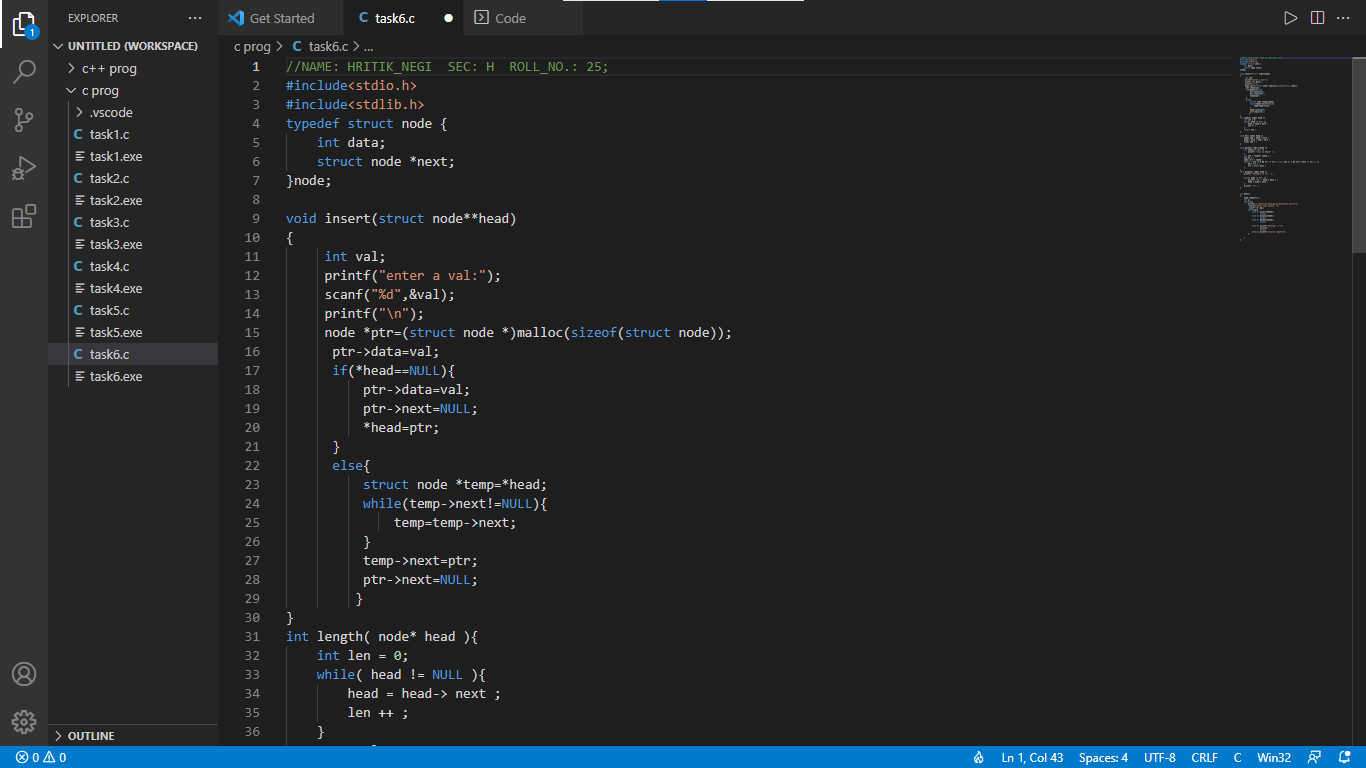 EXPLORER
Get Started
task6.c
Code
UNTITLED (WORKSPACE)
c++ prog
c prog
.vscode
task1.c
task1.exe
task2.c
task2.exe
task3.c
task3.exe
task4.c
task4.exe
task5.c
task5.exe
task6.c
task6.exe
OUTLINE
c prog > C task6.c > ...
1 //NAME: HRITIK_NEGI  SEC: H  ROLL_NO.: 25;
2 #include<stdio.h>
3 #include<stdlib.h>
4 typedef struct node {
5     int data;
6     struct node *next;
7 }node;
8
9 void insert(struct node**head)
10 {
11      int val;
12      printf("enter a val:");
13      scanf("%d",&val);
14      printf("\n");
15      node *ptr=(struct node *)malloc(sizeof(struct node));
16       ptr->data=val;
17       if(*head==NULL){
18           ptr->data=val;
19           ptr->next=NULL;
20           *head=ptr;
21       }
22       else{
23           struct node *temp=*head;
24           while(temp->next!=NULL){
25               temp=temp->next;
26           }
27           temp->next=ptr;
28           ptr->next=NULL;
29          }
30 }
31 int length( node* head ){
32     int len = 0;
33     while( head != NULL ){
34         head = head-> next ;
35         len ++ ;
36     }
1
0 0
Ln 1, Col 43
Spaces: 4
UTF-8
CRLF
C
Win32